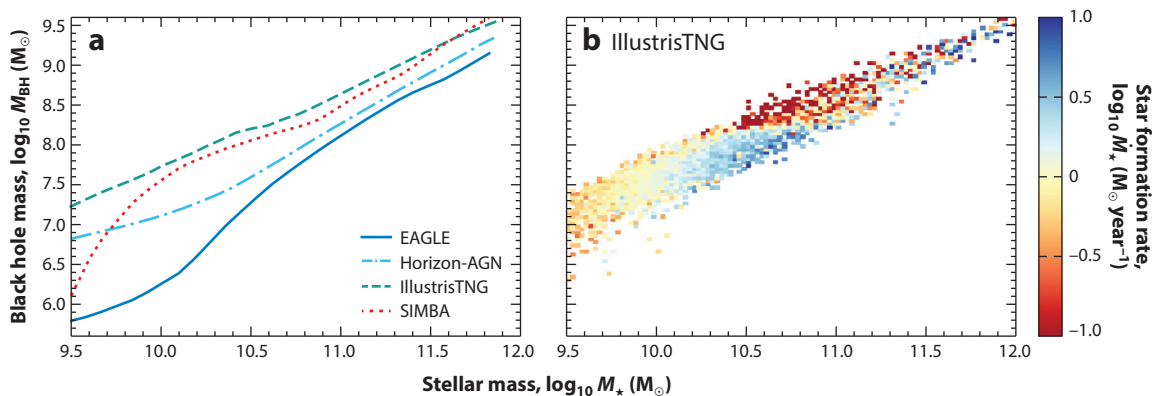 a
b IllustrisTNG
Black hole mass, log₁₀ M_BH (M☉)
9.5
9.0
8.5
8.0
7.5
7.0
6.5
6.0
EAGLE
Horizon-AGN
IllustrisTNG
SIMBA
9.5 10.0 10.5 11.0 11.5 12.0
9.5 10.0 10.5 11.0 11.5 12.0
Stellar mass, log₁₀ M⋆ (M☉)
1.0
0.5
0
−0.5
−1.0
Star formation rate,
log₁₀ Ṁ⋆ (M☉ year⁻¹)